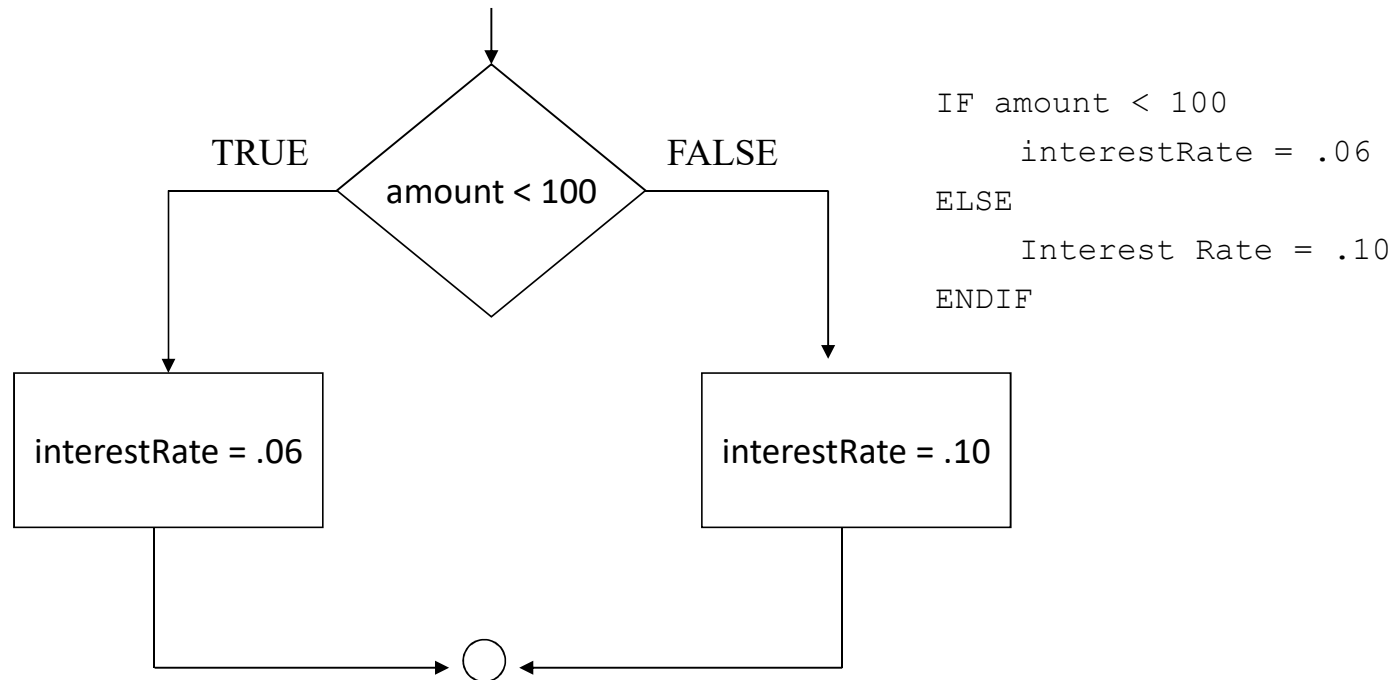 IF amount < 100
TRUE
FALSE
interestRate = .06
amount < 100
ELSE
Interest Rate = .10
ENDIF
interestRate = .06
interestRate = .10